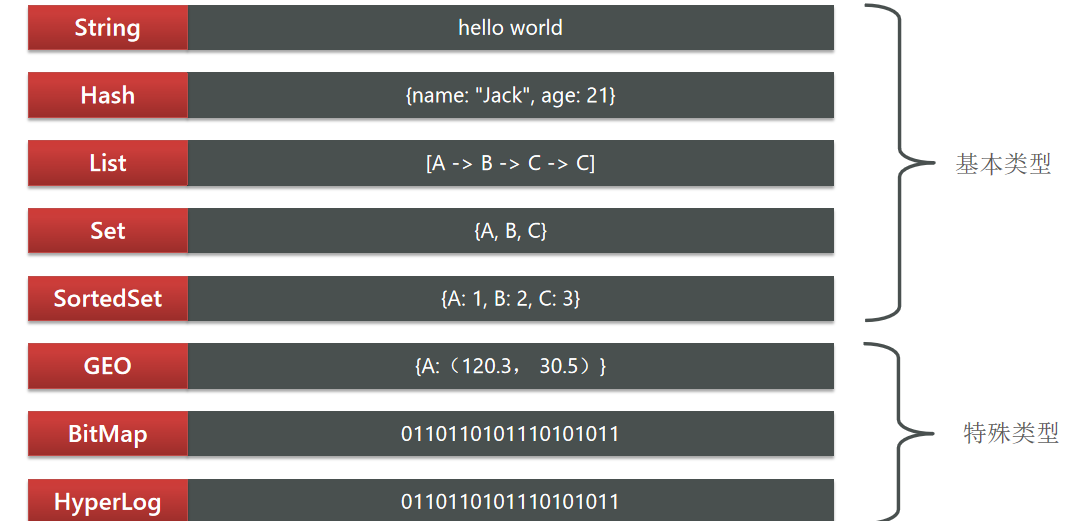 String
hello world
Hash
{name: "Jack", age: 21}
List
[A -> B -> C -> C]
Set
{A, B, C}
SortedSet
{A: 1, B: 2, C: 3}
基本类型
GEO
{A:（120.3， 30.5）}
BitMap
0110110101110101011
HyperLog
0110110101110101011
特殊类型